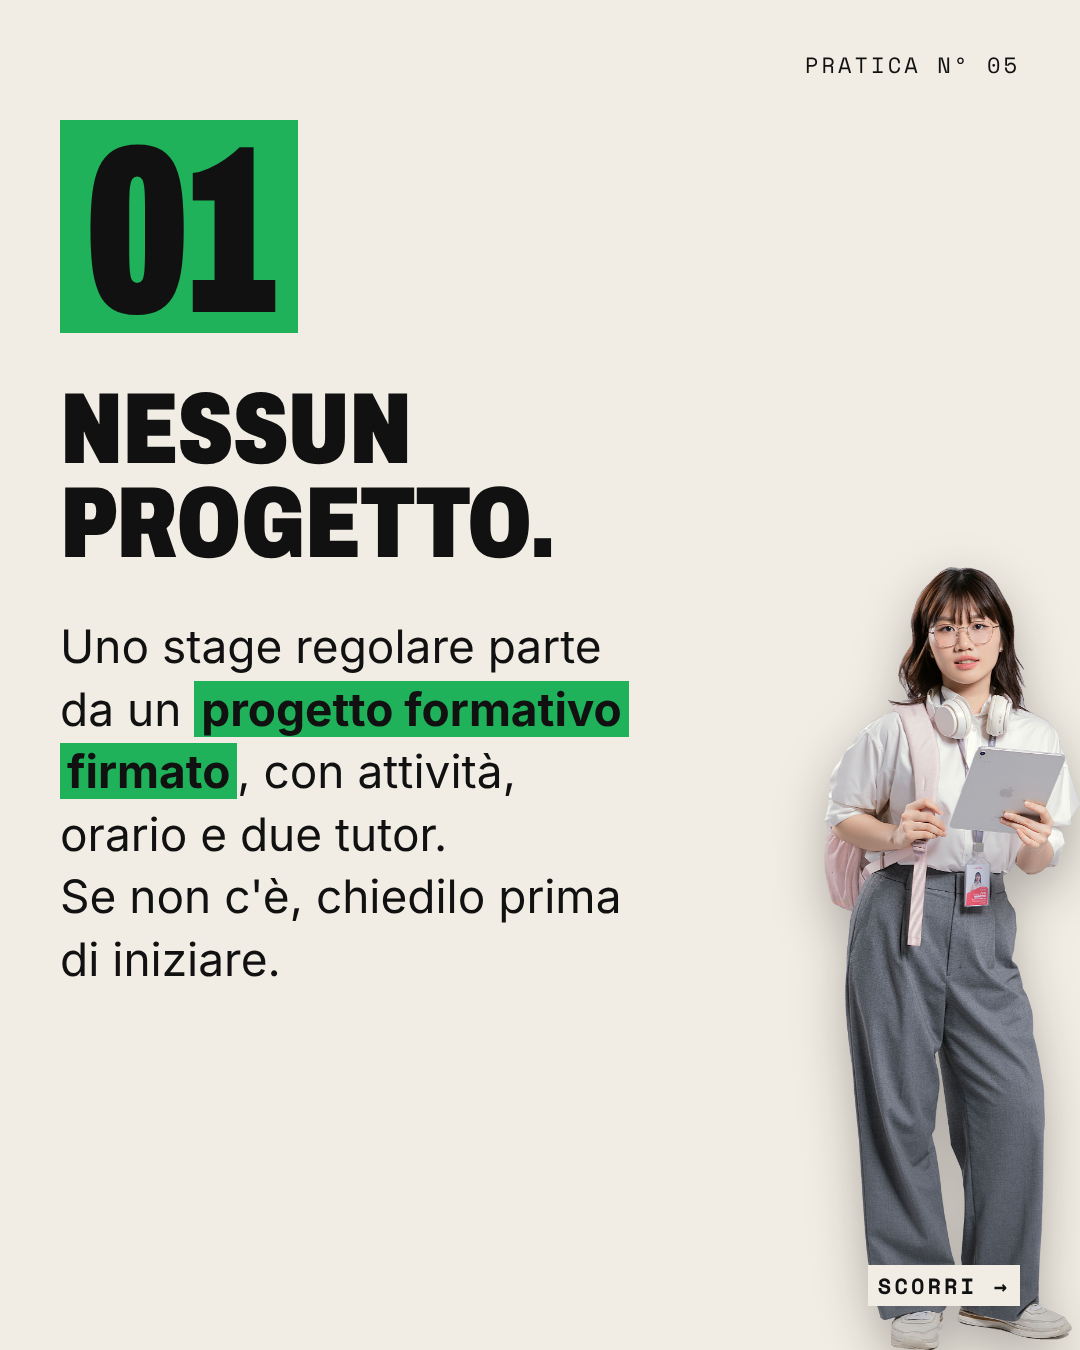 PRATICA Nº 05
01
NESSUN
PROGETTO.
Uno stage regolare parte
da un progetto formativo
firmato, con attività,
orario e due tutor.
Se non c'è, chiedilo prima
di iniziare.
SCORRI →